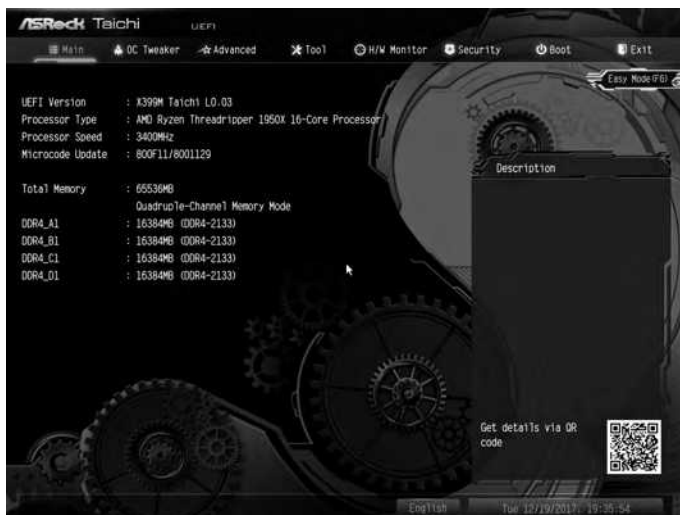 ASRock Taichi UEFI
Main OC Tweaker Advanced Tool H/W Monitor Security Boot Exit
Easy Mode(F6)
UEFI Version : X399M Taichi L0.03
Processor Type : AMD Ryzen Threadripper 1950X 16-Core Processor
Processor Speed : 3400MHz
Microcode Update : 800F11/8001129
Total Memory : 65536MB
Quadruple-Channel Memory Mode
DDR4_A1 : 16384MB (DDR4-2133)
DDR4_B1 : 16384MB (DDR4-2133)
DDR4_C1 : 16384MB (DDR4-2133)
DDR4_D1 : 16384MB (DDR4-2133)
Description
Get details via QR
code
English Tue 12/19/2017, 19:35:54